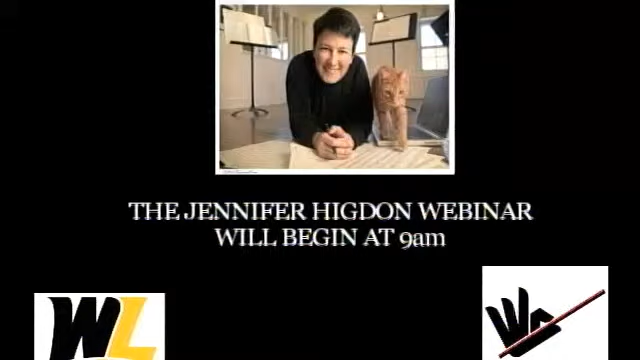 THE JENNIFER HIGDON WEBINAR
WILL BEGIN AT 9am
WL